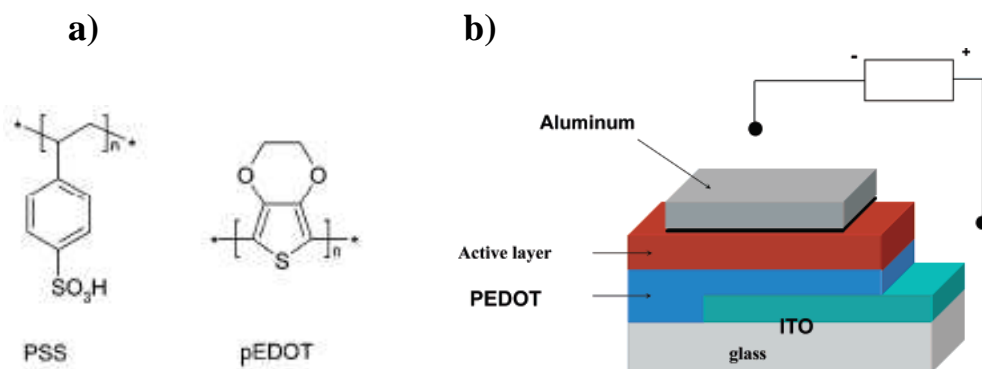 a)
n
SO3H
PSS
O O
S
n
pEDOT
b)
- +
Aluminum
Active layer
PEDOT
ITO
glass